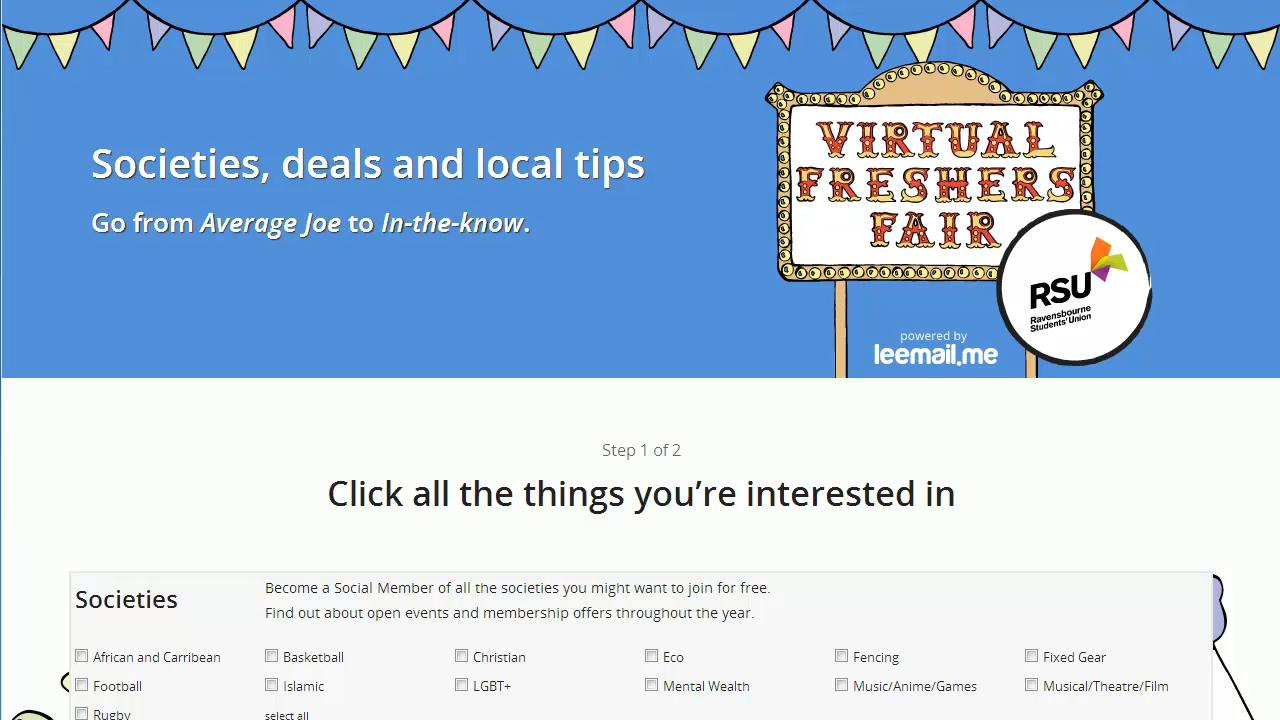 Societies, deals and local tips
Go from Average Joe to In-the-know.
VIRTUAL
FRESHERS
FAIR
RSU
Ravensbourne
Students' Union
powered by
leemail.me
Step 1 of 2
Click all the things you’re interested in
Societies
Become a Social Member of all the societies you might want to join for free.
Find out about open events and membership offers throughout the year.
African and Carribean Basketball Christian Eco Fencing Fixed Gear
Football Islamic LGBT+ Mental Wealth Music/Anime/Games Musical/Theatre/Film
Rugby select all